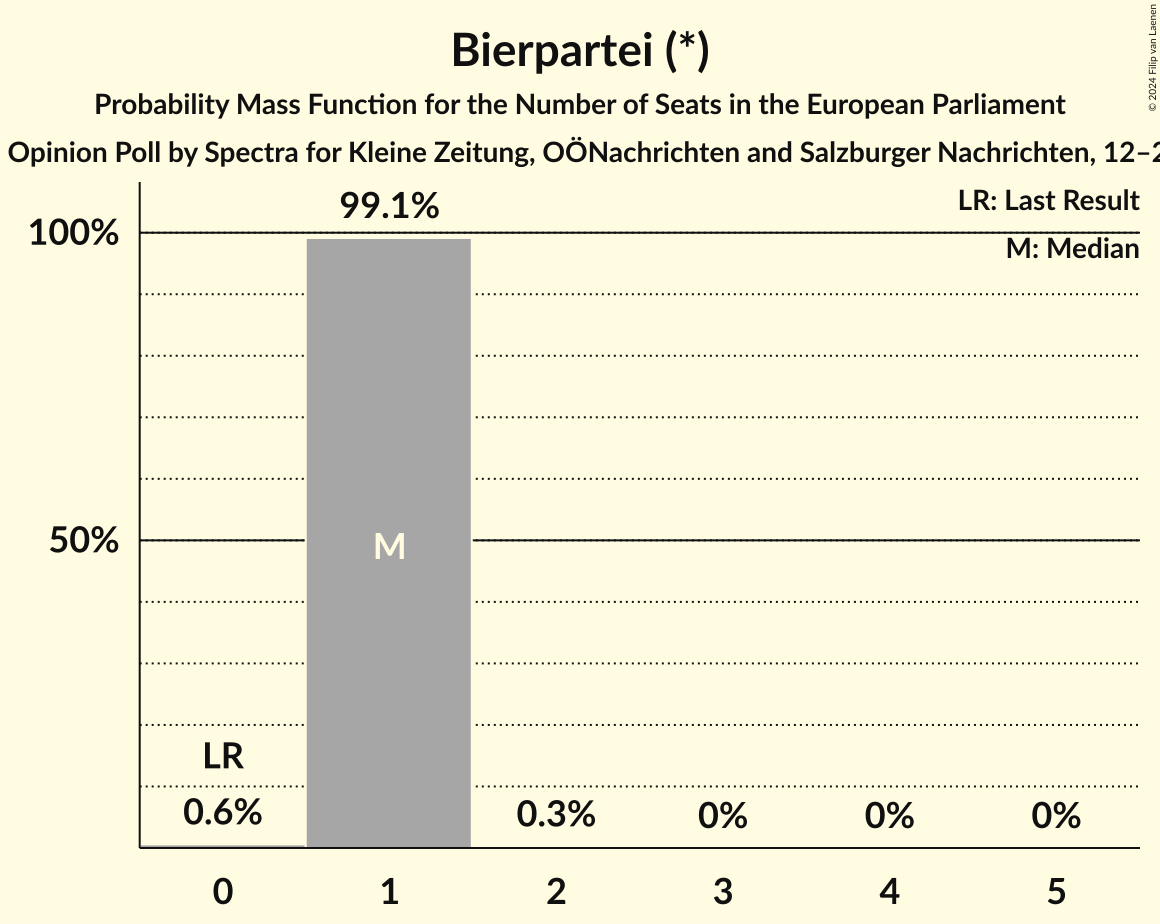 Bierpartei (*)
Probability Mass Function for the Number of Seats in the European Parliament
Opinion Poll by Spectra for Kleine Zeitung, OÖNachrichten and Salzburger Nachrichten, 12–2
© 2024 Filip van Laenen
LR: Last Result
M: Median
99.1%
100%
50%
M
LR
0.6%
0.3%
0%
0%
0%
0
1
2
3
4
5